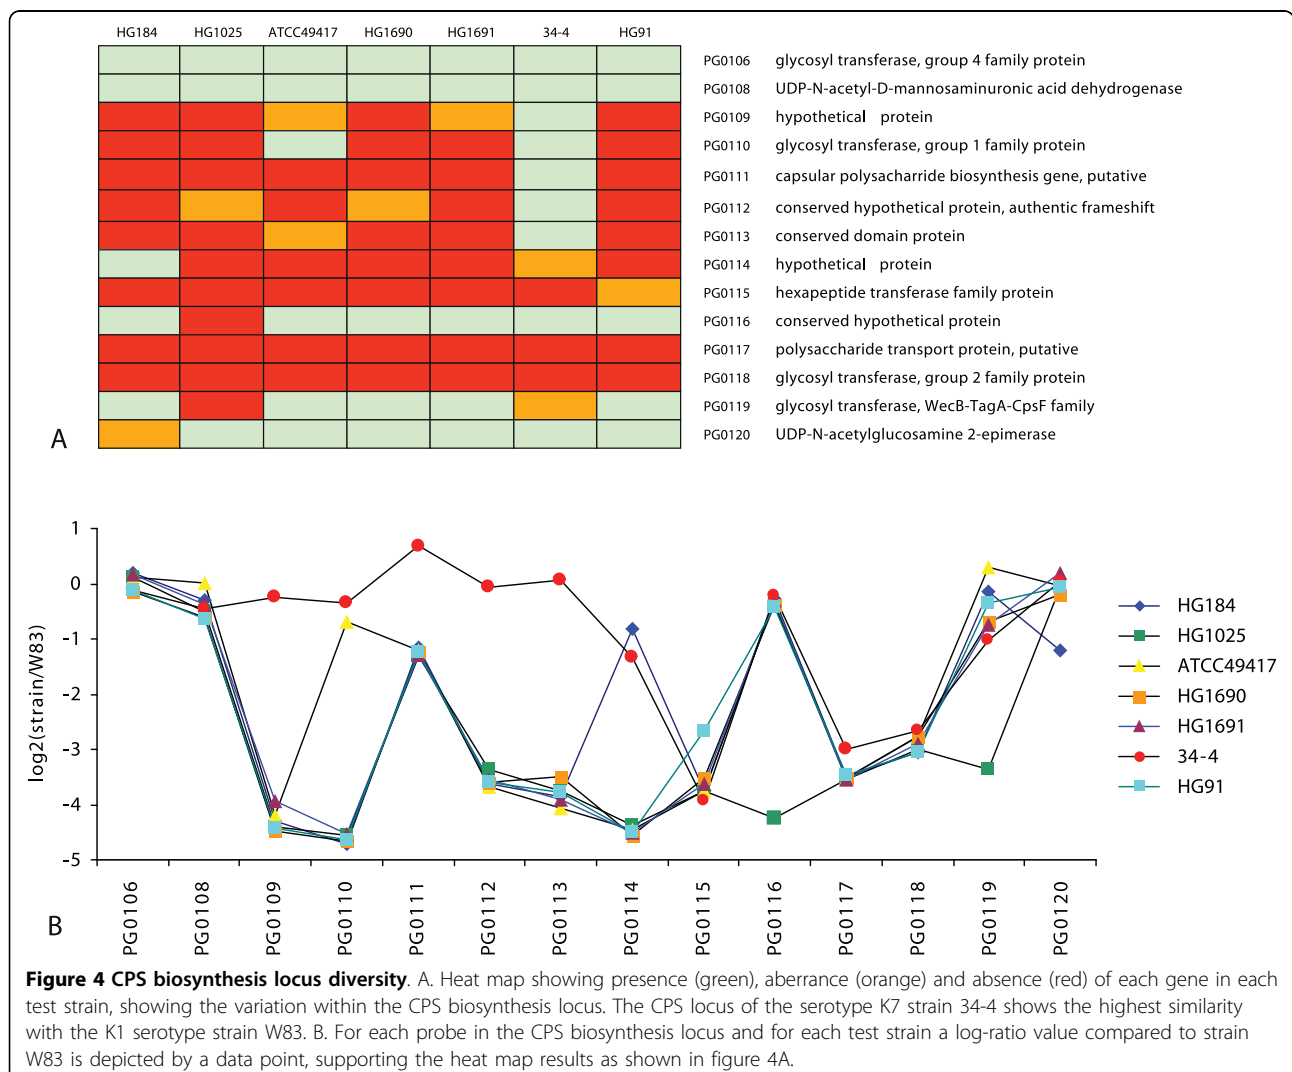 HG184 HG1025 ATCC49417 HG1690 HG1691 34-4 HG91
PG0106 glycosyl transferase, group 4 family protein
PG0108 UDP-N-acetyl-D-mannosaminuronic acid dehydrogenase
PG0109 hypothetical protein
PG0110 glycosyl transferase, group 1 family protein
PG0111 capsular polysacharride biosynthesis gene, putative
PG0112 conserved hypothetical protein, authentic frameshift
PG0113 conserved domain protein
PG0114 hypothetical protein
PG0115 hexapeptide transferase family protein
PG0116 conserved hypothetical protein
PG0117 polysaccharide transport protein, putative
PG0118 glycosyl transferase, group 2 family protein
PG0119 glycosyl transferase, WecB-TagA-CpsF family
PG0120 UDP-N-acetylglucosamine 2-epimerase
A
log2(strain/W83)
1
0
-1
-2
-3
-4
-5
PG0106
PG0108
PG0109
PG0110
PG0111
PG0112
PG0113
PG0114
PG0115
PG0116
PG0117
PG0118
PG0119
PG0120
HG184
HG1025
ATCC49417
HG1690
HG1691
34-4
HG91
B
Figure 4 CPS biosynthesis locus diversity. A. Heat map showing presence (green), aberrance (orange) and absence (red) of each gene in each
test strain, showing the variation within the CPS biosynthesis locus. The CPS locus of the serotype K7 strain 34-4 shows the highest similarity
with the K1 serotype strain W83. B. For each probe in the CPS biosynthesis locus and for each test strain a log-ratio value compared to strain
W83 is depicted by a data point, supporting the heat map results as shown in figure 4A.